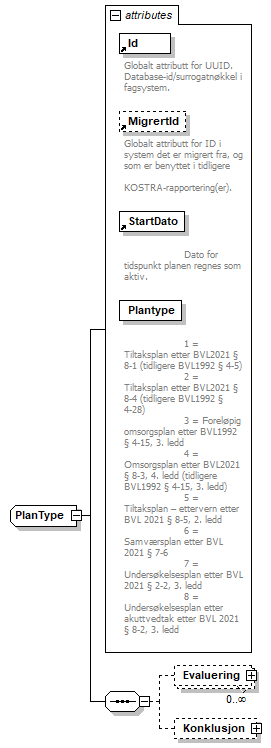 attributes
Id
Globalt attributt for UUID.
Database-id/surrogatnøkkel i
fagsystem.
MigrertId
Globalt attributt for ID i
system det er migrert fra, og
som er benyttet i tidligere
KOSTRA-rapportering(er).
StartDato
Dato for
tidspunkt planen regnes som
aktiv.
Plantype
1 =
Tiltaksplan etter BVL2021 §
8-1 (tidligere BVL1992 § 4-5)
2 =
Tiltaksplan etter BVL2021 §
8-4 (tidligere BVL1992 §
4-28)
3 = Foreløpig
omsorgsplan etter BVL1992
§ 4-15, 3. ledd
4 =
Omsorgsplan etter BVL2021
§ 8-3, 4. ledd (tidligere
BVL1992 § 4-15, 3. ledd)
5 =
Tiltaksplan – ettervern etter
BVL 2021 § 8-5, 2. ledd
6 =
Samværsplan etter BVL
2021 § 7-6
7 =
Undersøkelsesplan etter BVL
2021 § 2-2, 3. ledd
8 =
Undersøkelsesplan etter
akuttvedtak etter BVL 2021
§ 8-2, 3. ledd
PlanType
Evaluering
0..∞
Konklusjon